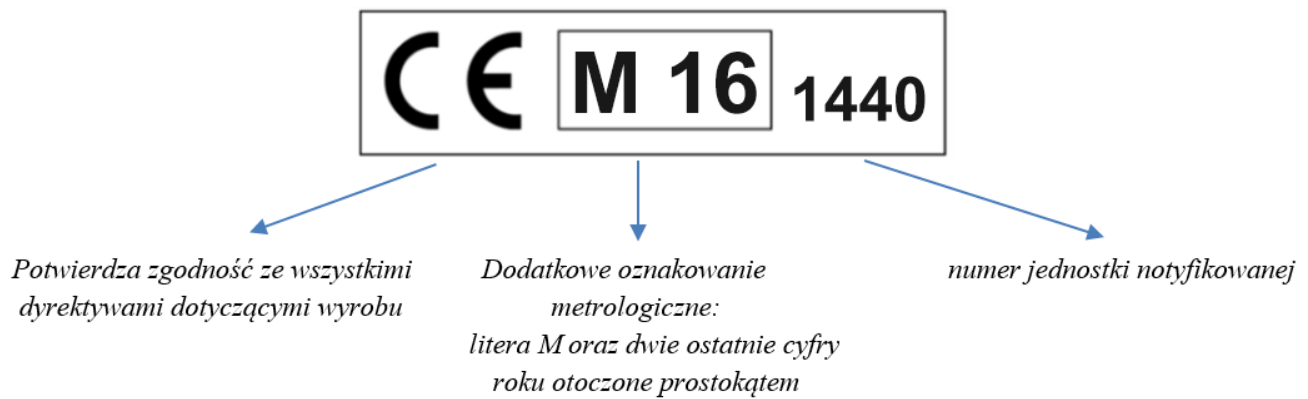 CE M 16 1440
Potwierdza zgodność ze wszystkimi
dyrektywami dotyczącymi wyrobu
Dodatkowe oznakowanie
metrologiczne:
litera M oraz dwie ostatnie cyfry
roku otoczone prostokątem
numer jednostki notyfikowanej